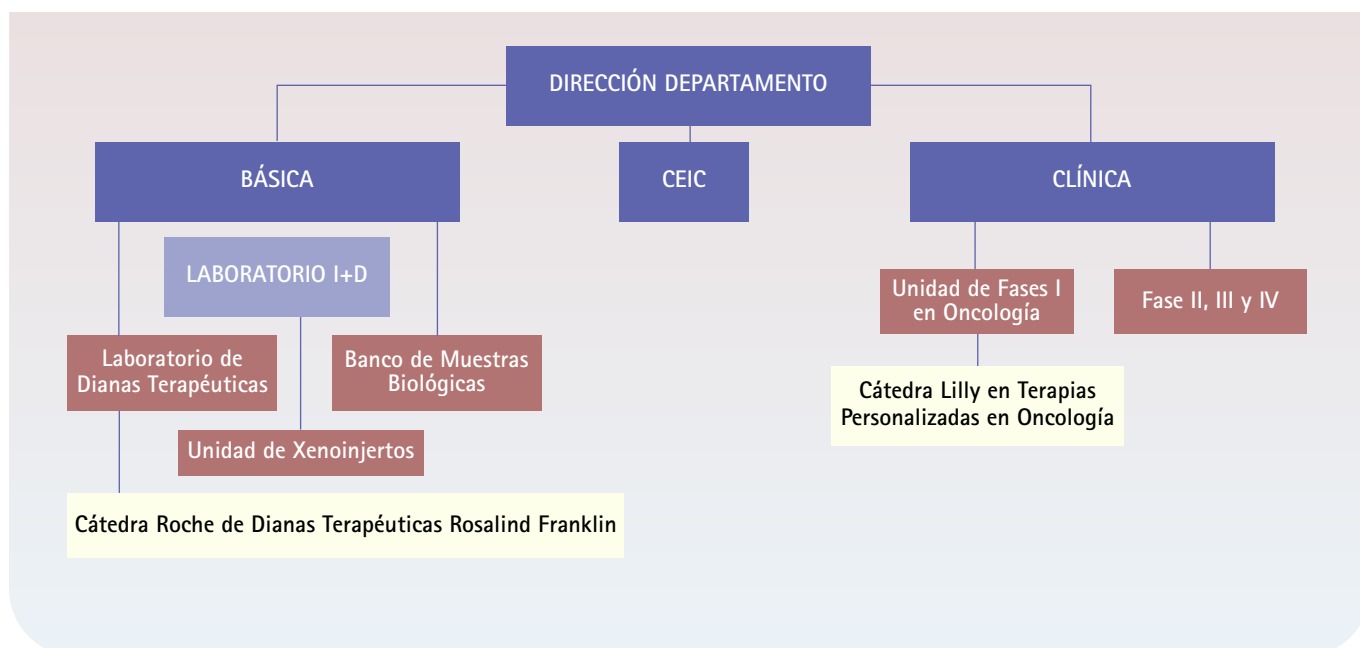 DIRECCIÓN DEPARTAMENTO
BÁSICA
CEIC
CLÍNICA
LABORATORIO I+D
Unidad de Fases I
en Oncología
Fase II, III y IV
Laboratorio de
Dianas Terapéuticas
Banco de Muestras
Biológicas
Cátedra Lilly en Terapias
Personalizadas en Oncología
Unidad de Xenoinjertos
Cátedra Roche de Dianas Terapéuticas Rosalind Franklin